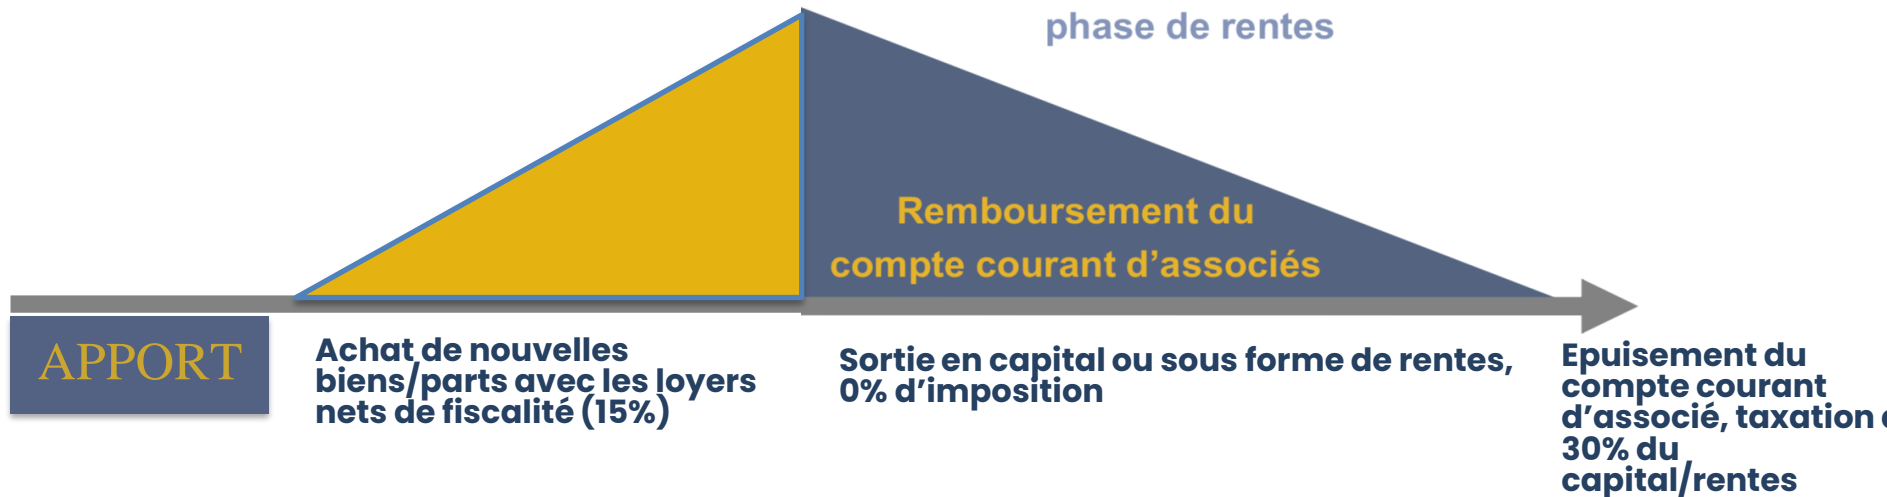 phase de rentes
Remboursement du
compte courant d’associés
APPORT
Achat de nouvelles
biens/parts avec les loyers
nets de fiscalité (15%)
Sortie en capital ou sous forme de rentes,
0% d’imposition
Epuisement du
compte courant
d’associé, taxation
30% du
capital/rentes